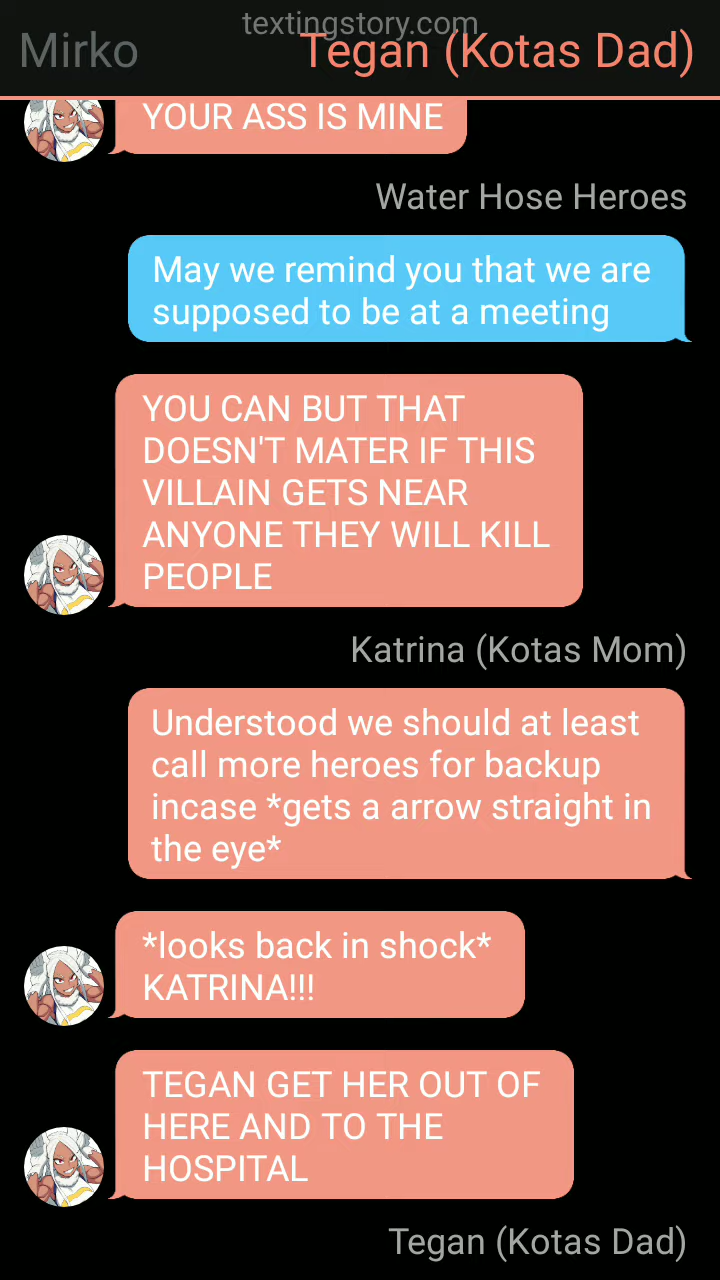 textingstory.com
Mirko
Tegan (Kotas Dad)
YOUR ASS IS MINE
Water Hose Heroes
May we remind you that we are
supposed to be at a meeting
YOU CAN BUT THAT
DOESN'T MATER IF THIS
VILLAIN GETS NEAR
ANYONE THEY WILL KILL
PEOPLE
Katrina (Kotas Mom)
Understood we should at least
call more heroes for backup
incase *gets a arrow straight in
the eye*
*looks back in shock*
KATRINA!!!
TEGAN GET HER OUT OF
HERE AND TO THE
HOSPITAL
Tegan (Kotas Dad)